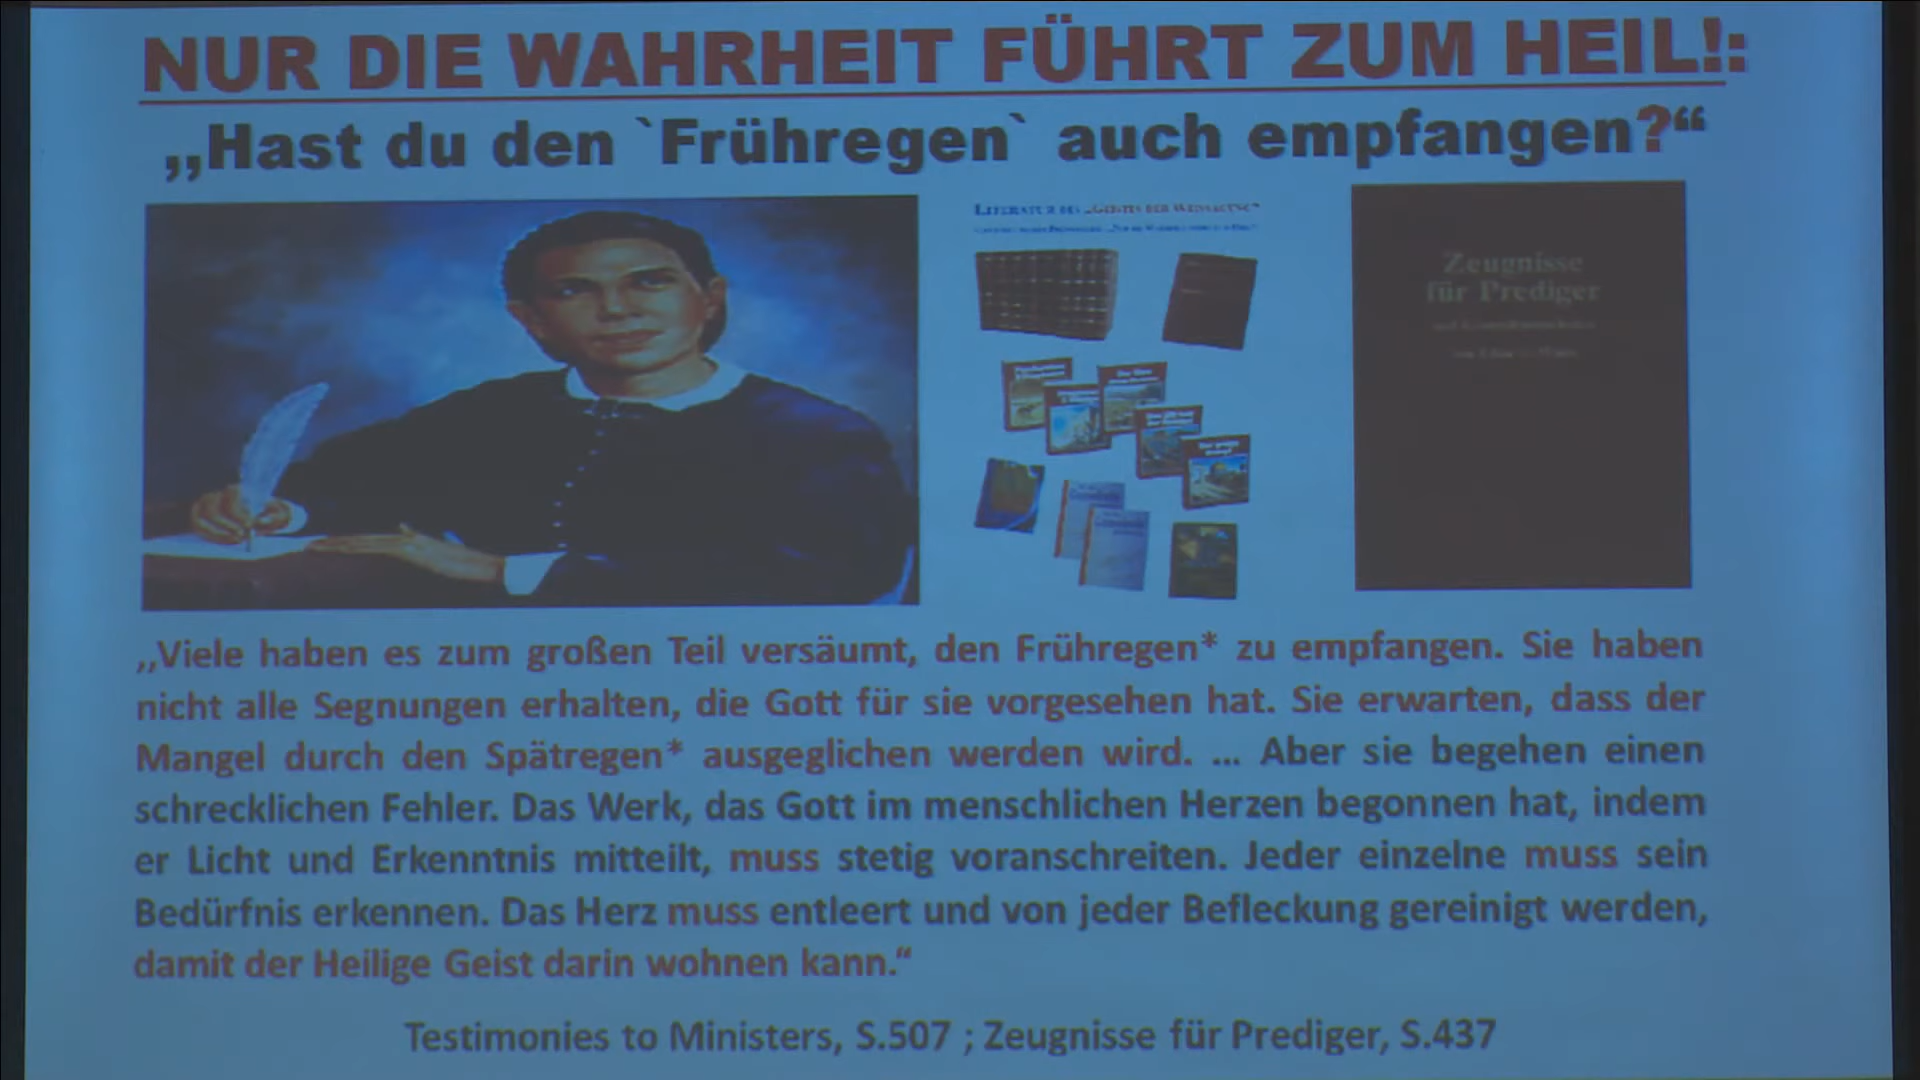 NUR DIE WAHRHEIT FÜHRT ZUM HEIL!:
,,Hast du den `Frühregen` auch empfangen?“
LITERATUR DES „GEISTES DER WEISSAGUNG“
Zeugnisse
für Prediger
,,Viele haben es zum großen Teil versäumt, den Frühregen* zu empfangen. Sie haben
nicht alle Segnungen erhalten, die Gott für sie vorgesehen hat. Sie erwarten, dass der
Mangel durch den Spätregen* ausgeglichen werden wird. ... Aber sie begehen einen
schrecklichen Fehler. Das Werk, das Gott im menschlichen Herzen begonnen hat, indem
er Licht und Erkenntnis mitteilt, muss stetig voranschreiten. Jeder einzelne muss sein
Bedürfnis erkennen. Das Herz muss entleert und von jeder Befleckung gereinigt werden,
damit der Heilige Geist darin wohnen kann.“
Testimonies to Ministers, S.507 ; Zeugnisse für Prediger, S.437